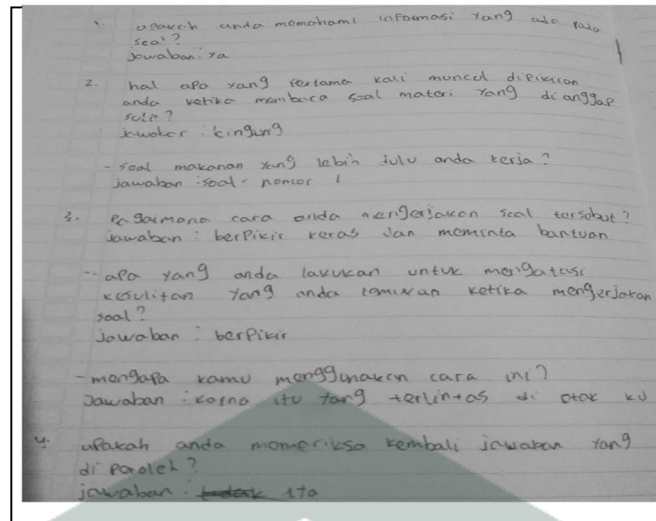 1. apakah anda memahami informasi yang ada pada
soal?
Jawaban : ya
2. hal apa yang pertama kali muncul dipikiran
anda ketika membaca soal materi yang di anggap
sulit?
: bingung
- soal makanan yang lebih dulu anda kerja?
Jawaban : soal - nomor 1
3. Bagaimana cara anda mengerjakan soal tersebut?
Jawaban : berpikir keras dan meminta bantuan
- apa yang anda lakukan untuk mengatasi
kesulitan yang anda temukan ketika mengerjakan
soal?
Jawaban : berpikir
- mengapa kamu menggunakan cara ini?
Jawaban : karna itu yang terlintas di otak ku
4. apakah anda memeriksa kembali jawaban yang
di peroleh?
jawaban :